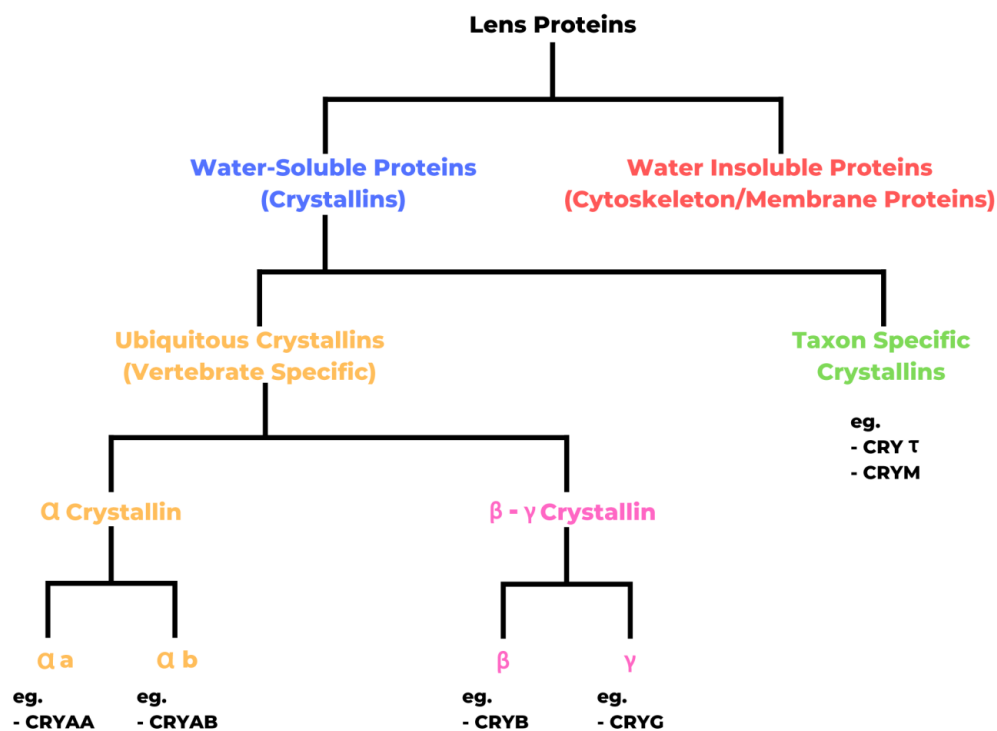 Lens Proteins
Water-Soluble Proteins
(Crystallins)
Water Insoluble Proteins
(Cytoskeleton/Membrane Proteins)
Ubiquitous Crystallins
(Vertebrate Specific)
Taxon Specific
Crystallins
eg.
- CRY τ
- CRYM
α Crystallin
β - γ Crystallin
α a
α b
β
γ
eg.
- CRYAA
eg.
- CRYAB
eg.
- CRYB
eg.
- CRYG